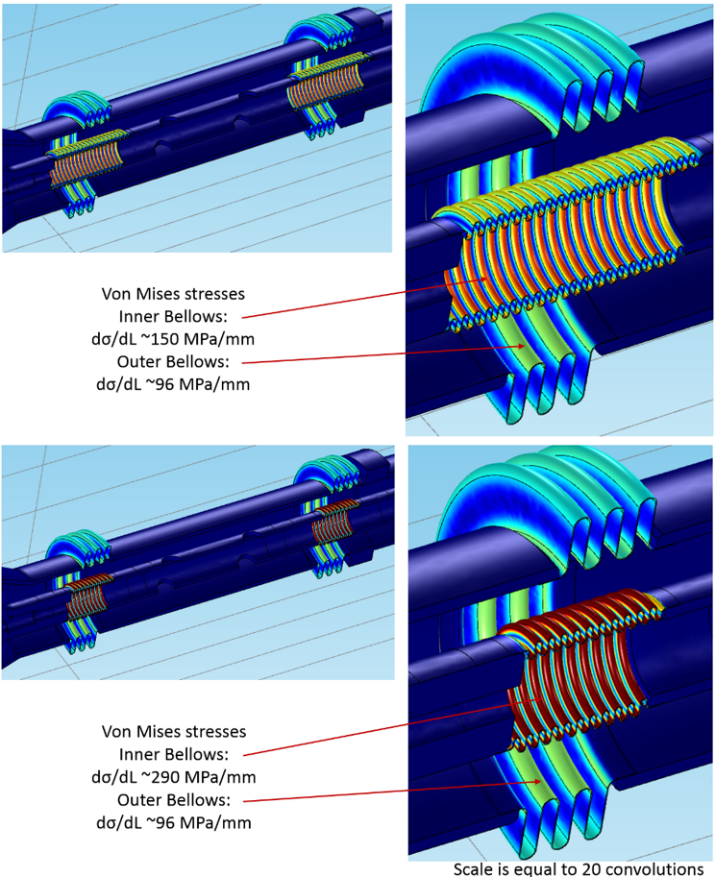 Von Mises stresses
Inner Bellows:
dσ/dL ~150 MPa/mm
Outer Bellows:
dσ/dL ~96 MPa/mm
Von Mises stresses
Inner Bellows:
dσ/dL ~290 MPa/mm
Outer Bellows:
dσ/dL ~96 MPa/mm
Scale is equal to 20 convolutions